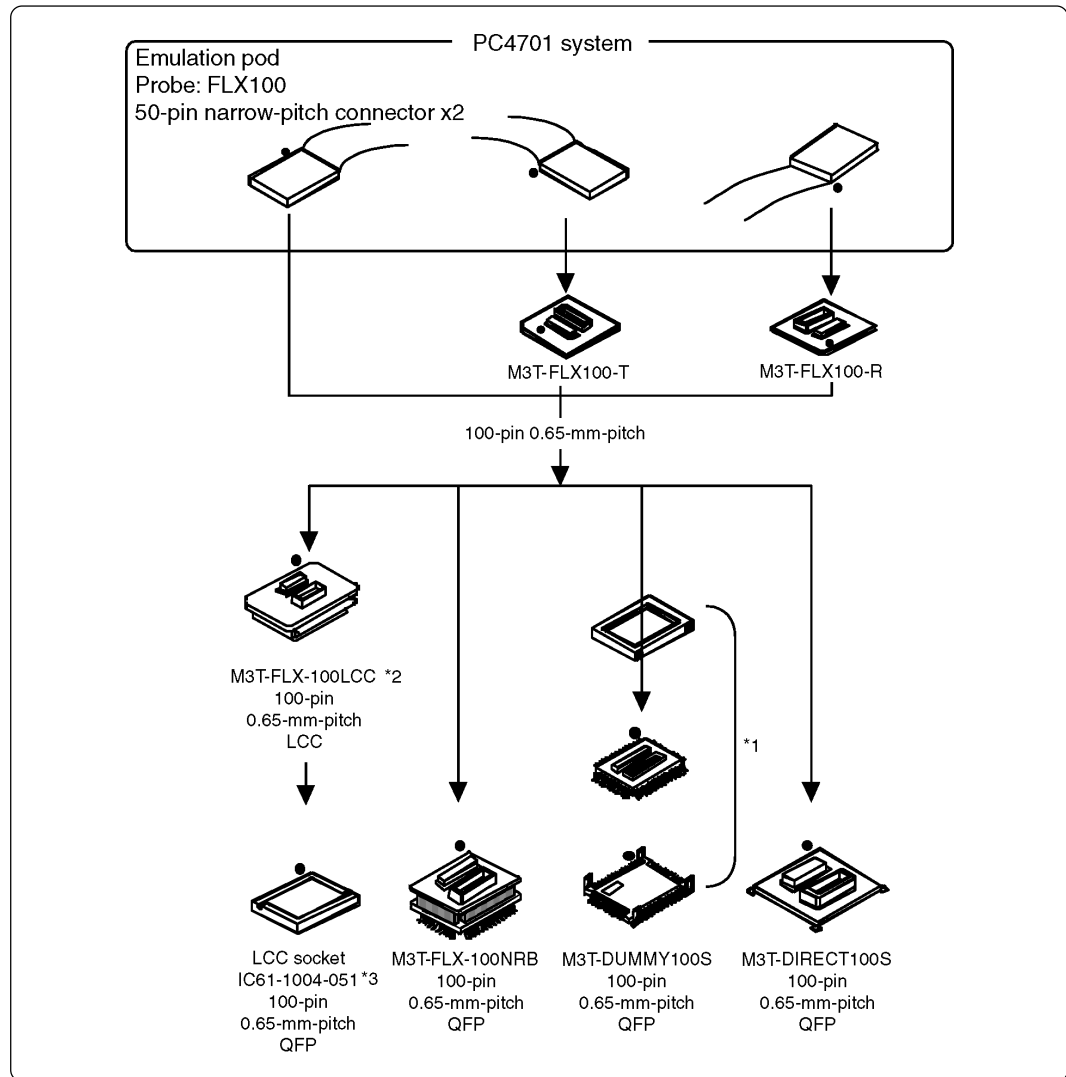 PC4701 system
Emulation pod
Probe: FLX100
50-pin narrow-pitch connector x2
M3T-FLX100-T
M3T-FLX100-R
100-pin 0.65-mm-pitch
M3T-FLX-100LCC *2
100-pin
0.65-mm-pitch
LCC
*1
LCC socket
IC61-1004-051 *3
100-pin
0.65-mm-pitch
QFP
M3T-FLX-100NRB
100-pin
0.65-mm-pitch
QFP
M3T-DUMMY100S
100-pin
0.65-mm-pitch
QFP
M3T-DIRECT100S
100-pin
0.65-mm-pitch
QFP